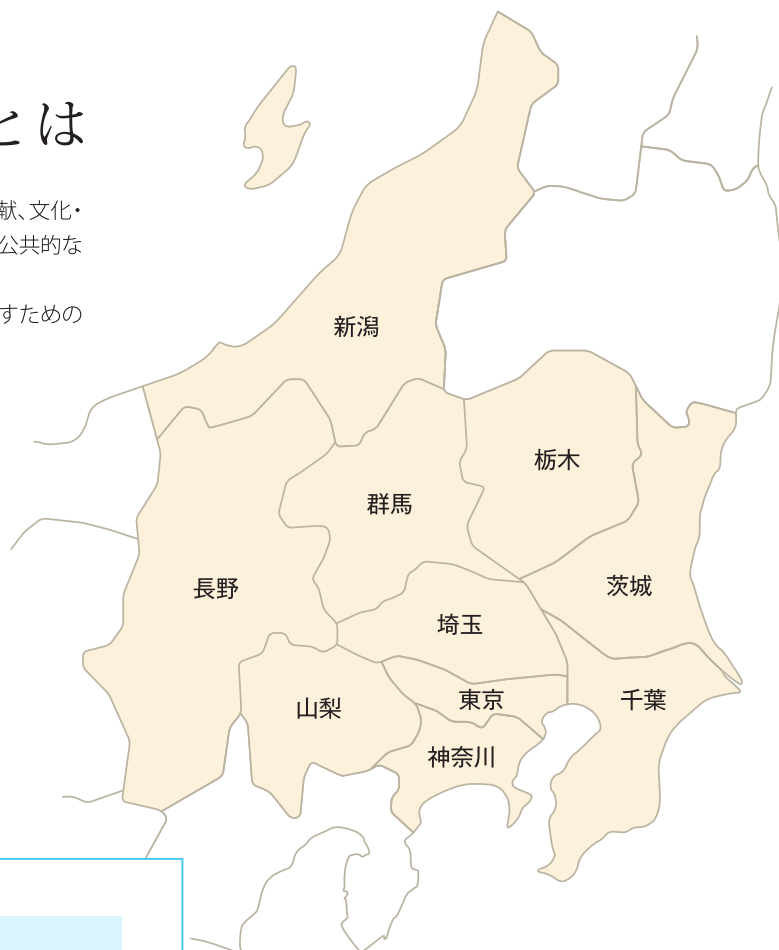 とは
献、文化・
公共的な
すための
新潟
栃木
群馬
茨城
長野
埼玉
東京
千葉
山梨
神奈川